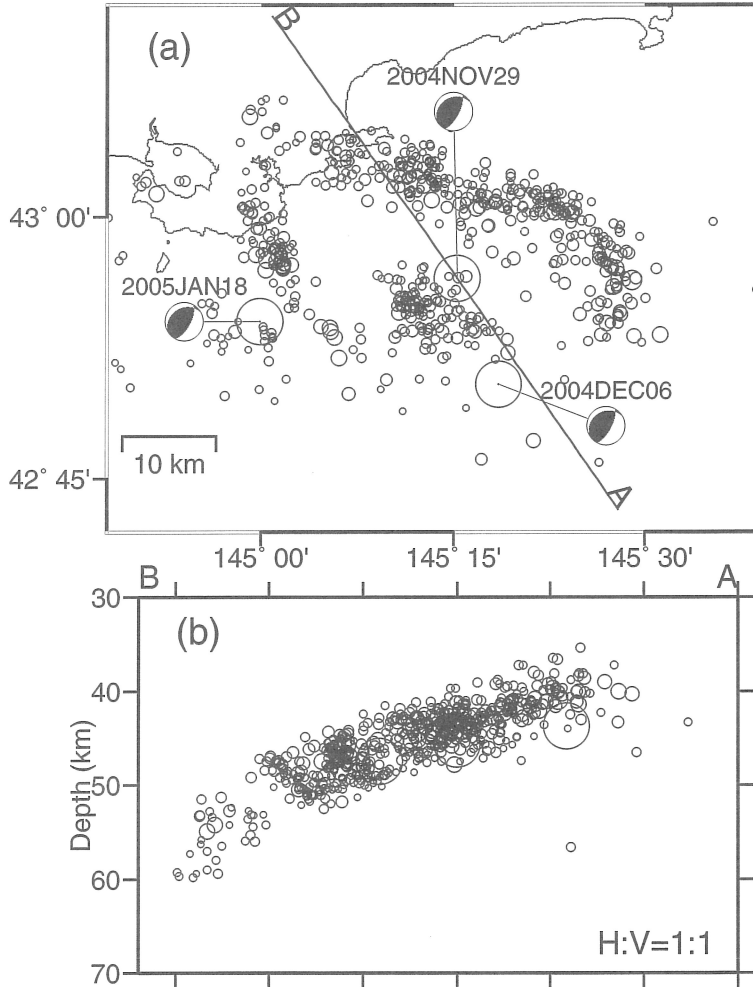 B
(a)
2004NOV29
43° 00'
2005JAN18
2004DEC06
10 km
A
42° 45'
145° 00' 145° 15' 145° 30'
B A
30
(b)
40
Depth (km)
50
60
H:V=1:1
70